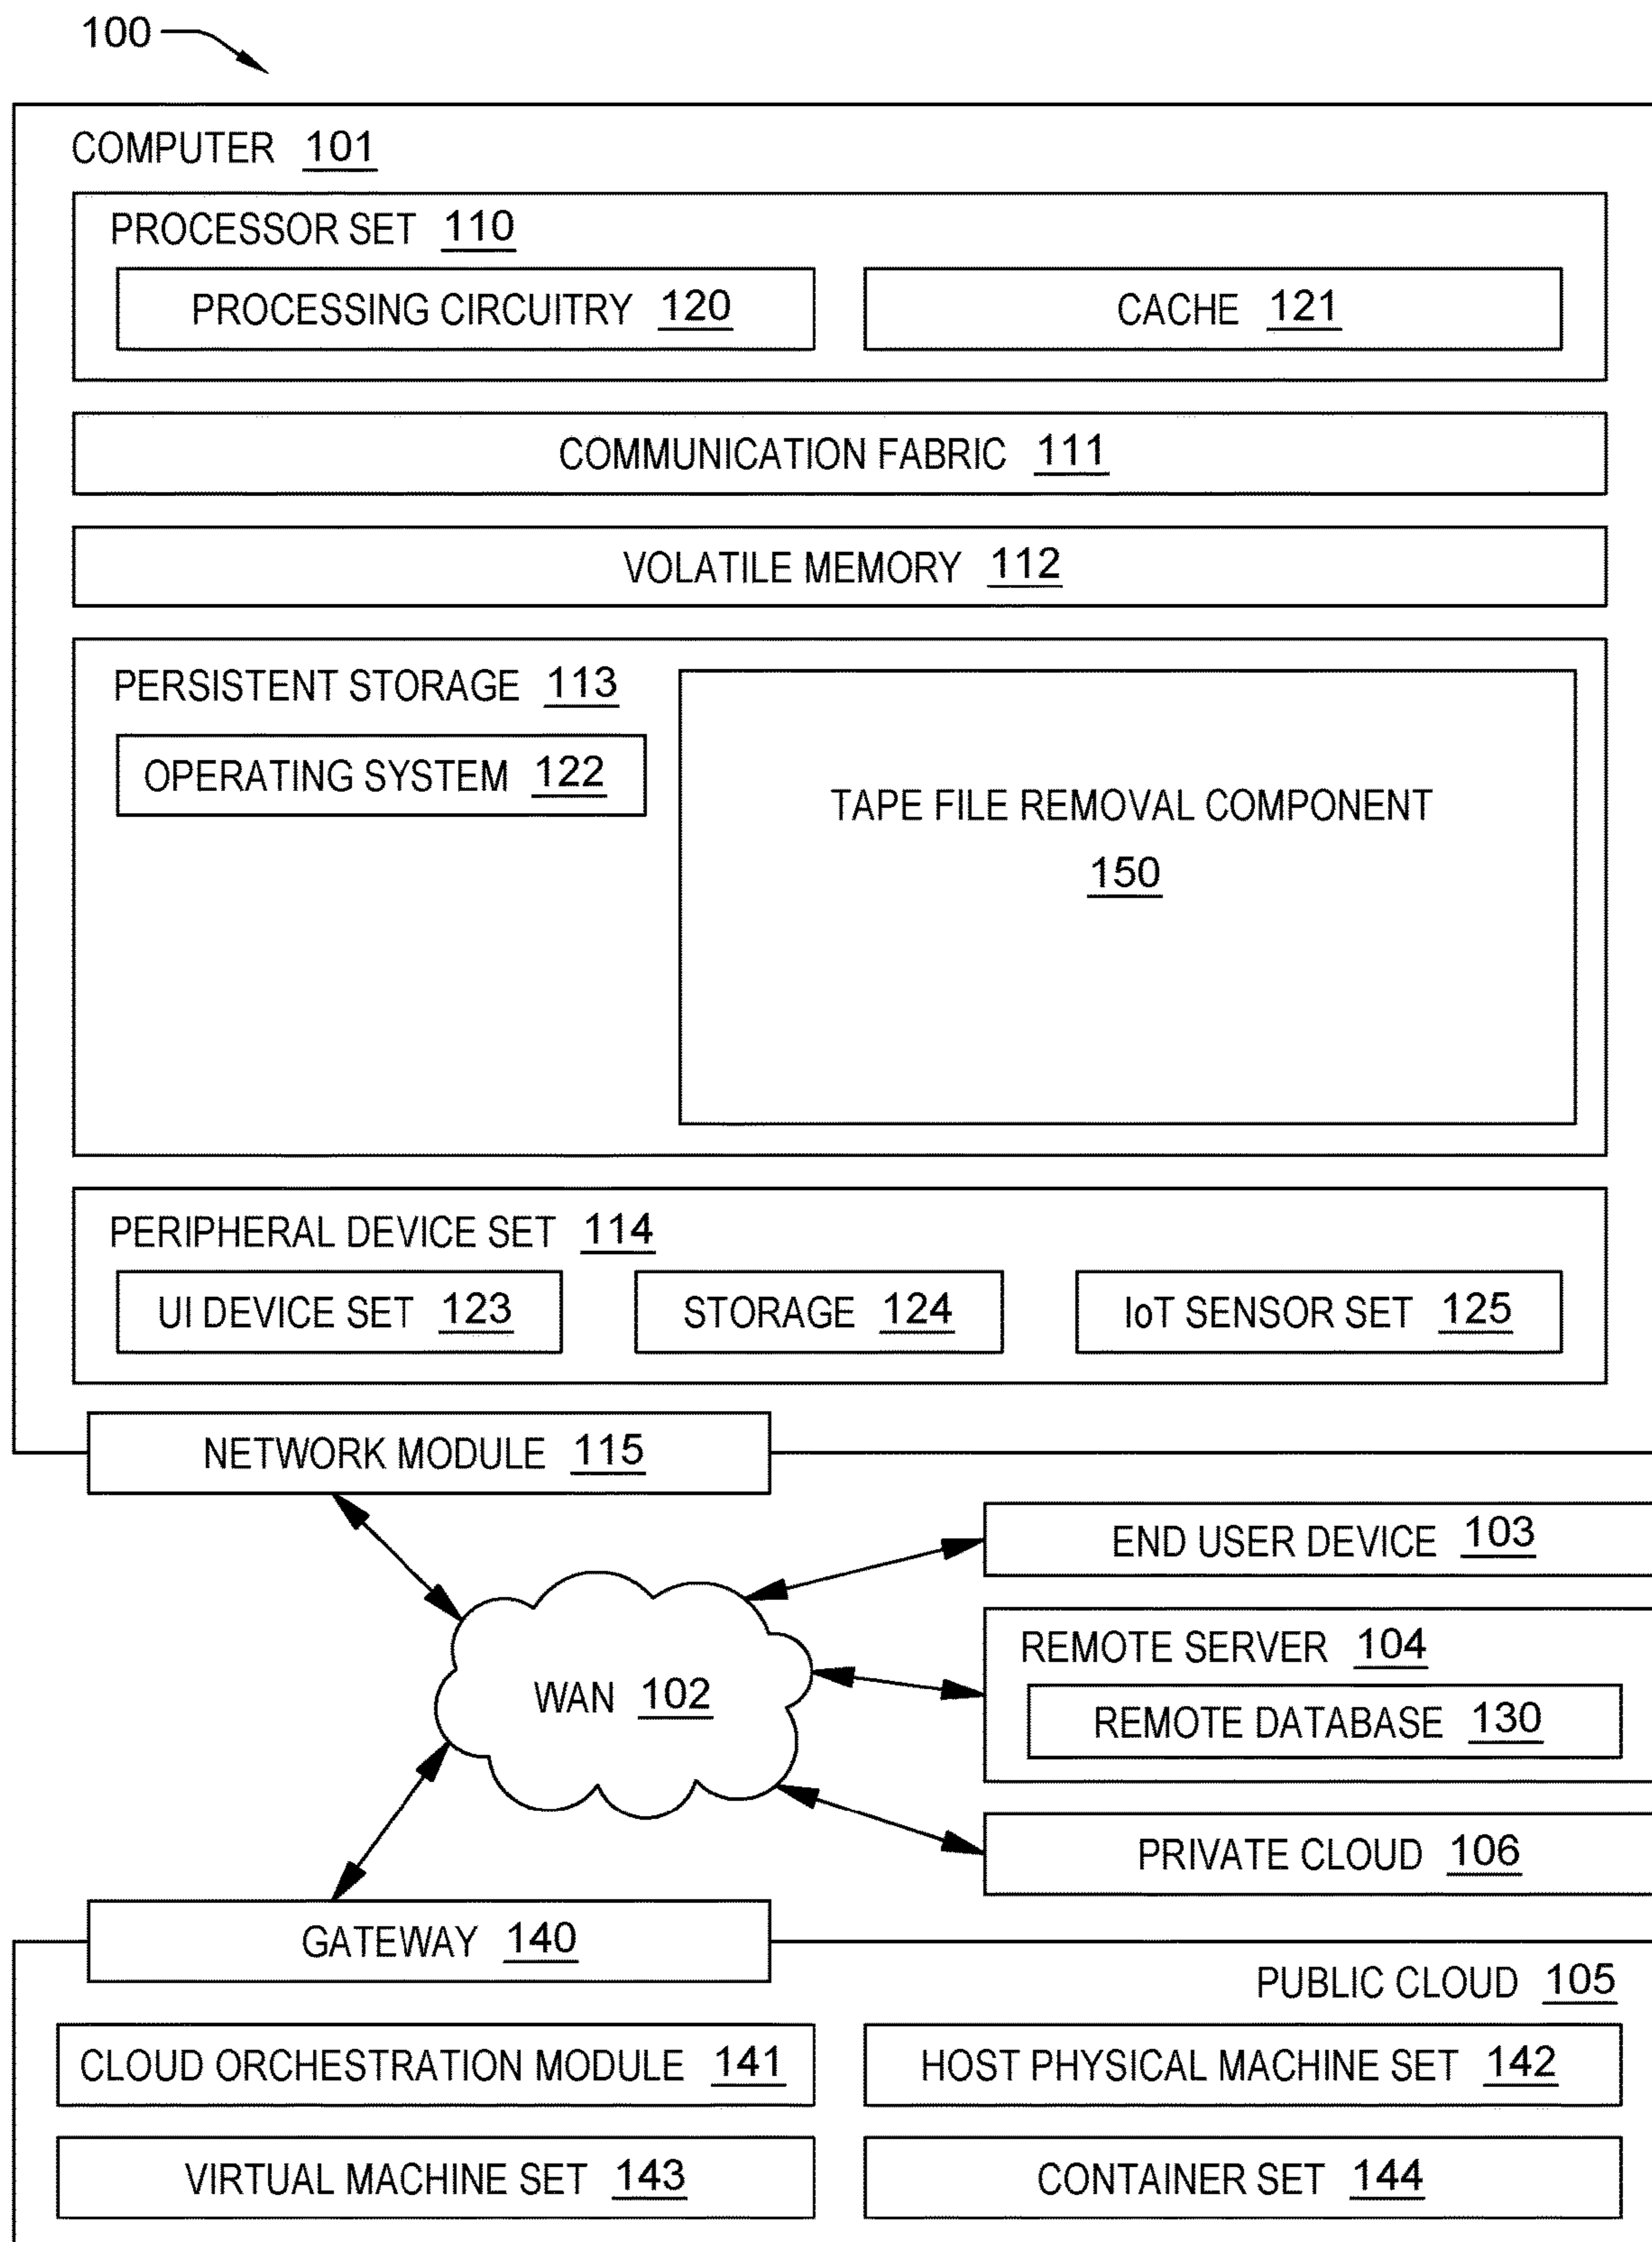 100
COMPUTER 101
PROCESSOR SET 110
PROCESSING CIRCUITRY 120
CACHE 121
COMMUNICATION FABRIC 111
VOLATILE MEMORY 112
PERSISTENT STORAGE 113
OPERATING SYSTEM 122
TAPE FILE REMOVAL COMPONENT
150
PERIPHERAL DEVICE SET 114
UI DEVICE SET 123
STORAGE 124
IoT SENSOR SET 125
NETWORK MODULE 115
END USER DEVICE 103
REMOTE SERVER 104
WAN 102
REMOTE DATABASE 130
PRIVATE CLOUD 106
GATEWAY 140
PUBLIC CLOUD 105
CLOUD ORCHESTRATION MODULE 141
HOST PHYSICAL MACHINE SET 142
VIRTUAL MACHINE SET 143
CONTAINER SET 144